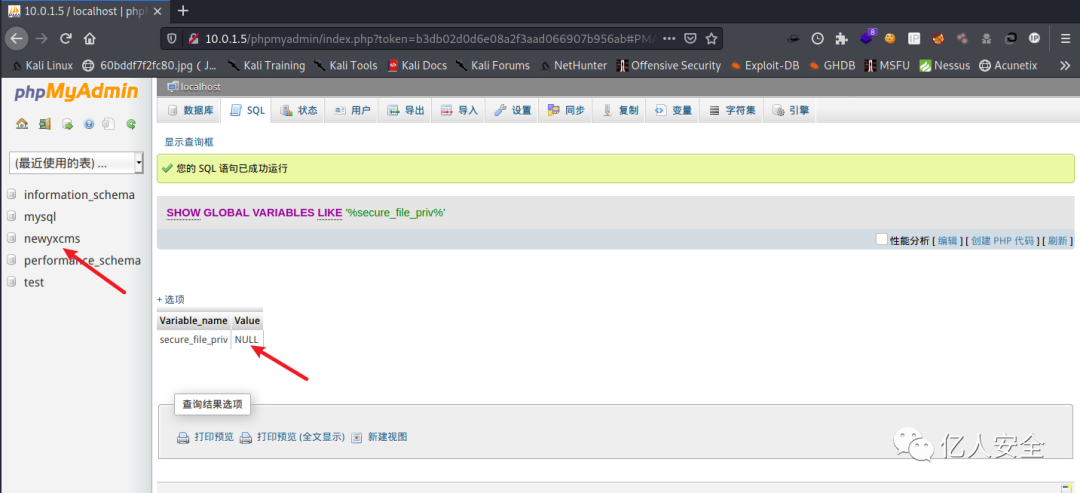 10.0.1.5 / localhost | phpM
10.0.1.5/phpmyadmin/index.php?token=b3db02d0d6e08a2f3aad066907b956ab#PMA
Kali Linux 60bddf7f2fc80.jpg ( J… Kali Training Kali Tools Kali Docs Kali Forums NetHunter Offensive Security Exploit-DB GHDB MSFU Nessus Acunetix
phpMyAdmin
(最近使用的表) ...
information_schema
mysql
newyxcms
performance_schema
test
localhost
数据库 SQL 状态 用户 导出 导入 设置 同步 复制 变量 字符集 引擎
显示查询框
您的 SQL 语句已成功运行
SHOW GLOBAL VARIABLES LIKE '%secure_file_priv%'
性能分析 [ 编辑 ] [ 创建 PHP 代码 ] [ 刷新 ]
+ 选项
Variable_name Value
secure_file_priv NULL
查询结果选项
打印预览 打印预览 (全文显示) 新建视图
亿人安全